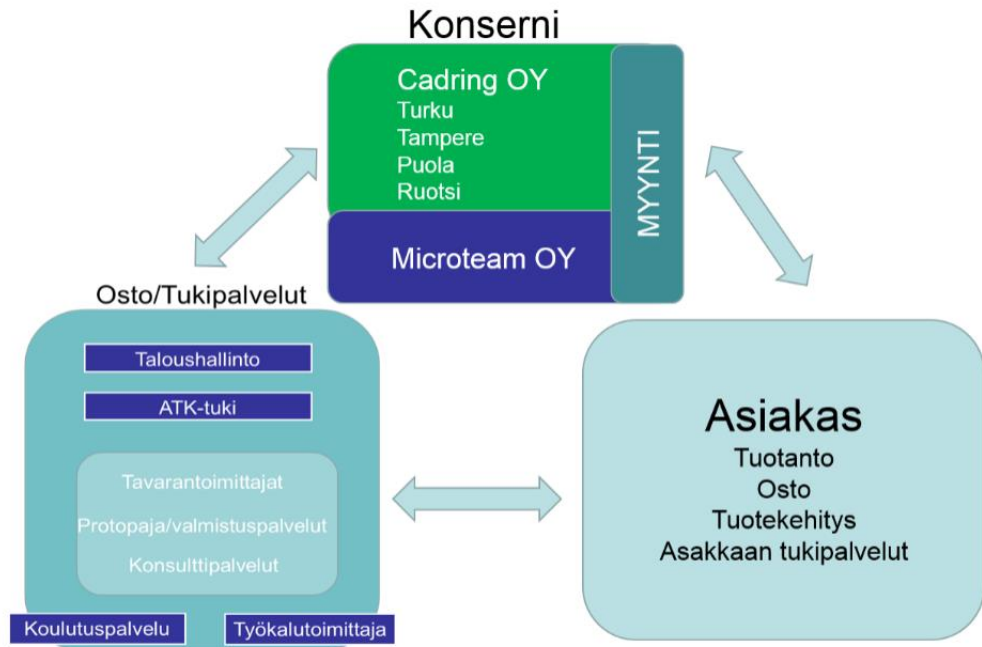 Konserni
Cadring OY
Turku
Tampere
Puola
Ruotsi
MYYNTI
Microteam OY
Osto/Tukipalvelut
Taloushallinto
ATK-tuki
Tavarantoimittajat
Protopaja/valmistuspalvelut
Konsulttipalvelut
Koulutuspalvelu
Työkalutoimittaja
Asiakas
Tuotanto
Osto
Tuotekehitys
Asakkaan tukipalvelut